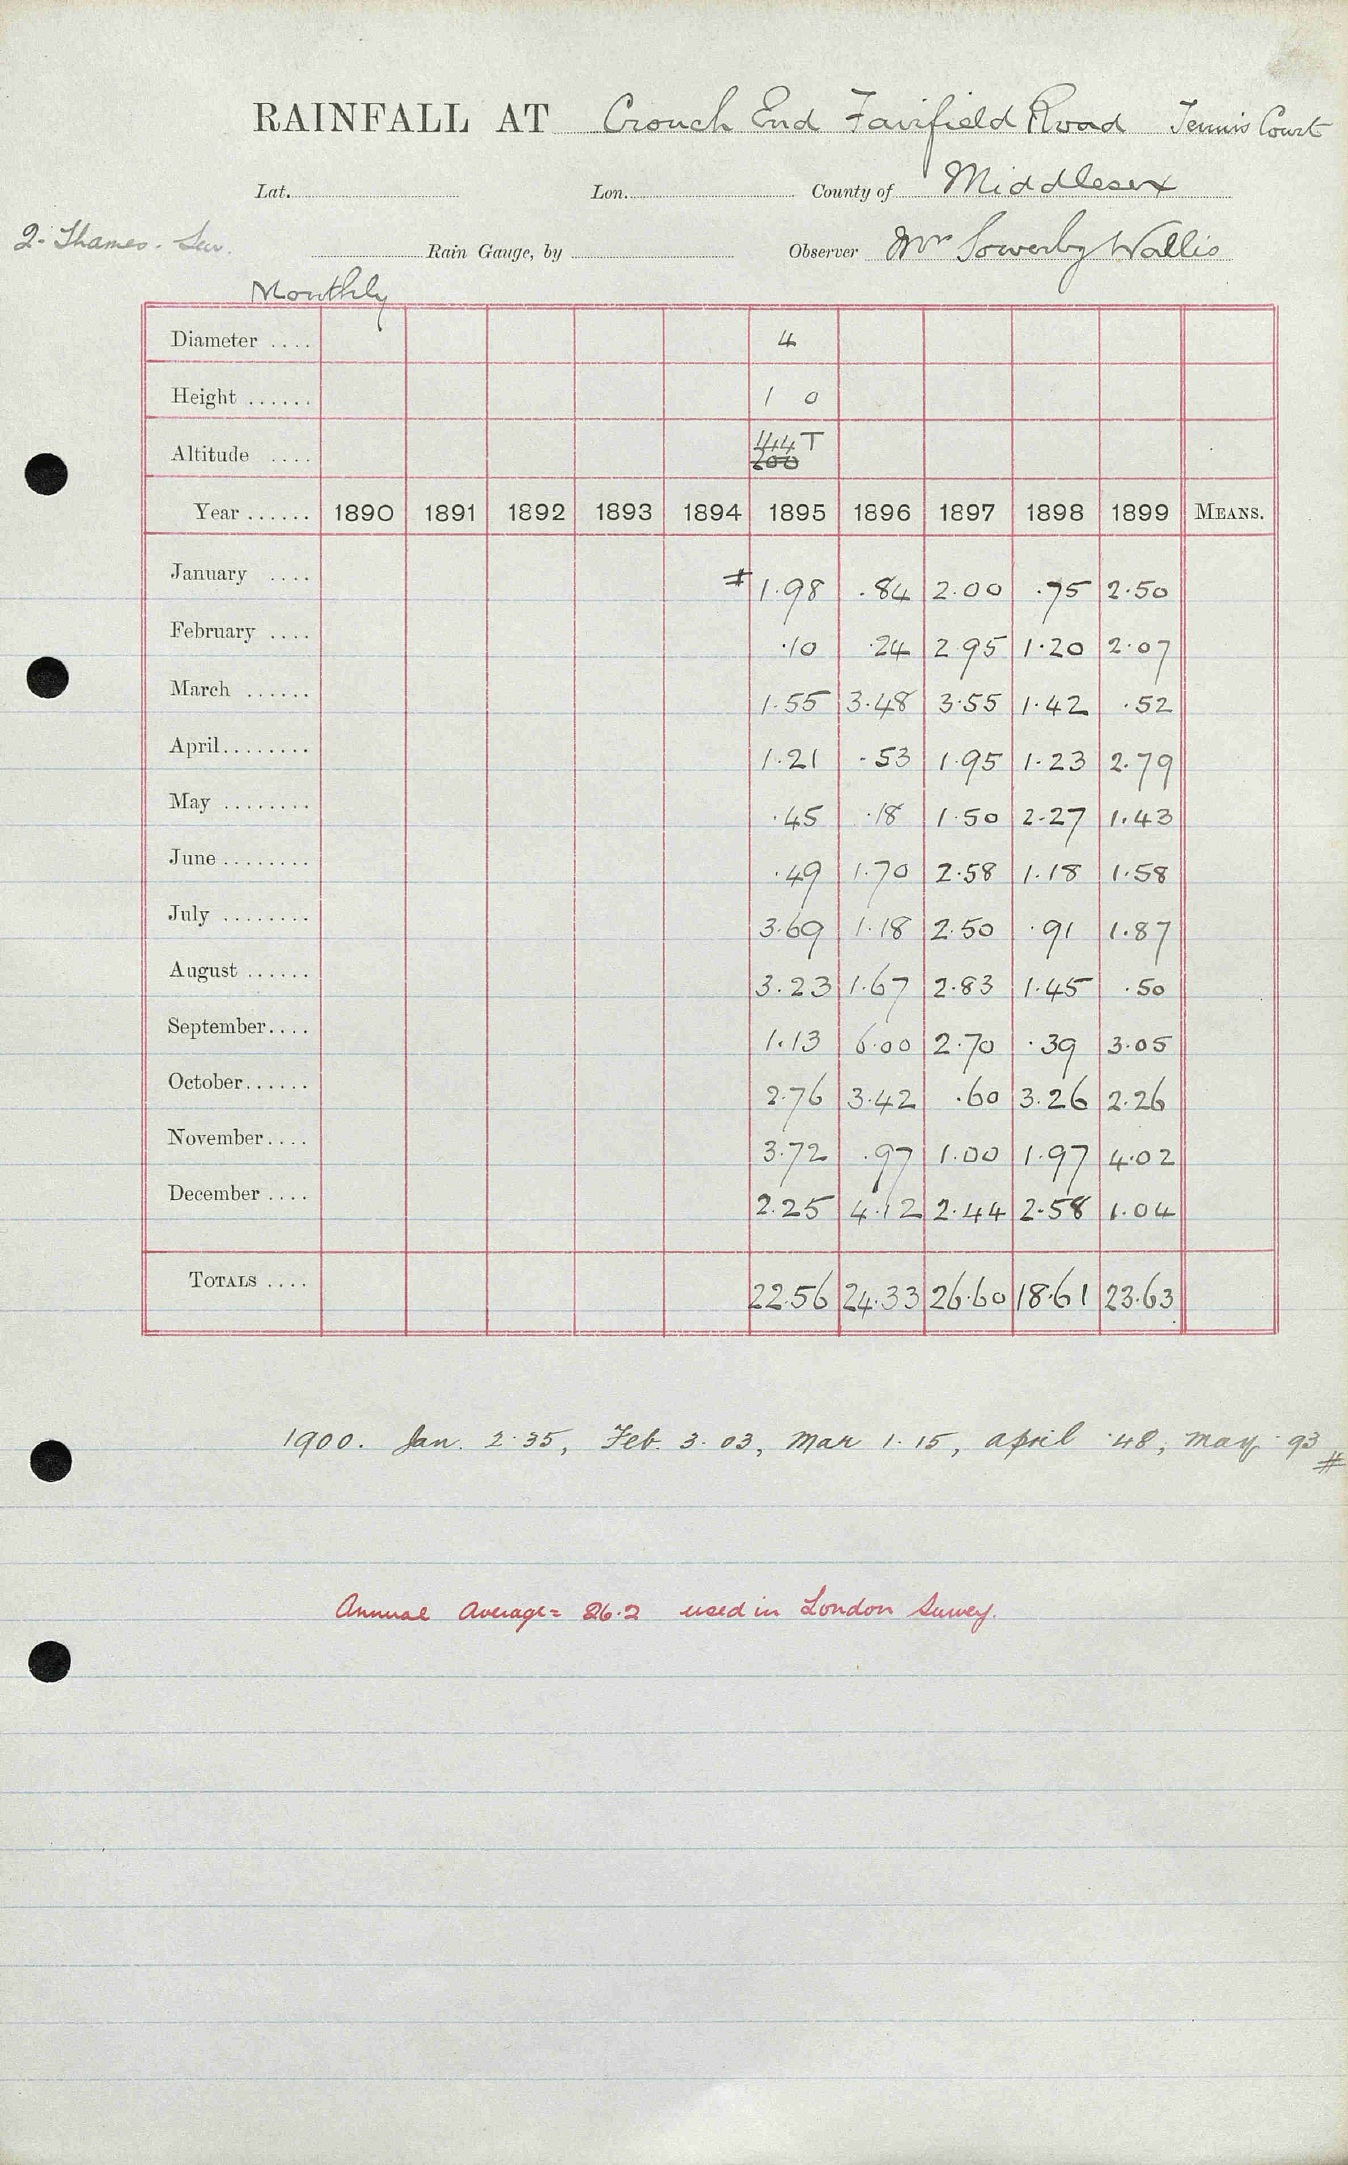 RAINFALL AT Crouch End Fairfield Road Tennis Court
Lat. Lon. County of Middlesex
2. Thames. Rain Gauge, by Observer Mr Sowerby Wallis
Monthly
Diameter .... 4
Height ...... 1 0
Altitude .... T
200
Year ...... 1890 1891 1892 1893 1894 1895 1896 1897 1898 1899 MEANS.
January .... # 1.98 .84 2.00 .75 2.50
February .... .10 .24 2.95 1.20 2.07
March ...... 1.55 3.48 3.55 1.42 .52
April........ 1.21 .53 1.95 1.23 2.79
May ........ .45 .18 1.50 2.27 1.43
June ........ .49 1.70 2.58 1.18 1.58
July ........ 3.69 1.18 2.50 .91 1.87
August ...... 3.23 1.67 2.83 1.45 .50
September.... 1.13 6.00 2.70 .39 3.05
October...... 2.76 3.42 .60 3.26 2.26
November.... 3.72 .97 1.00 1.97 4.02
December .... 2.25 4.12 2.44 2.58 1.04
TOTALS .... 22.56 24.33 26.60 18.61 23.63
1900. Jan. 2.35, Feb. 3.03, Mar 1.15, April .48, May .93 #
Annual Average = 26.2 used in London Survey.